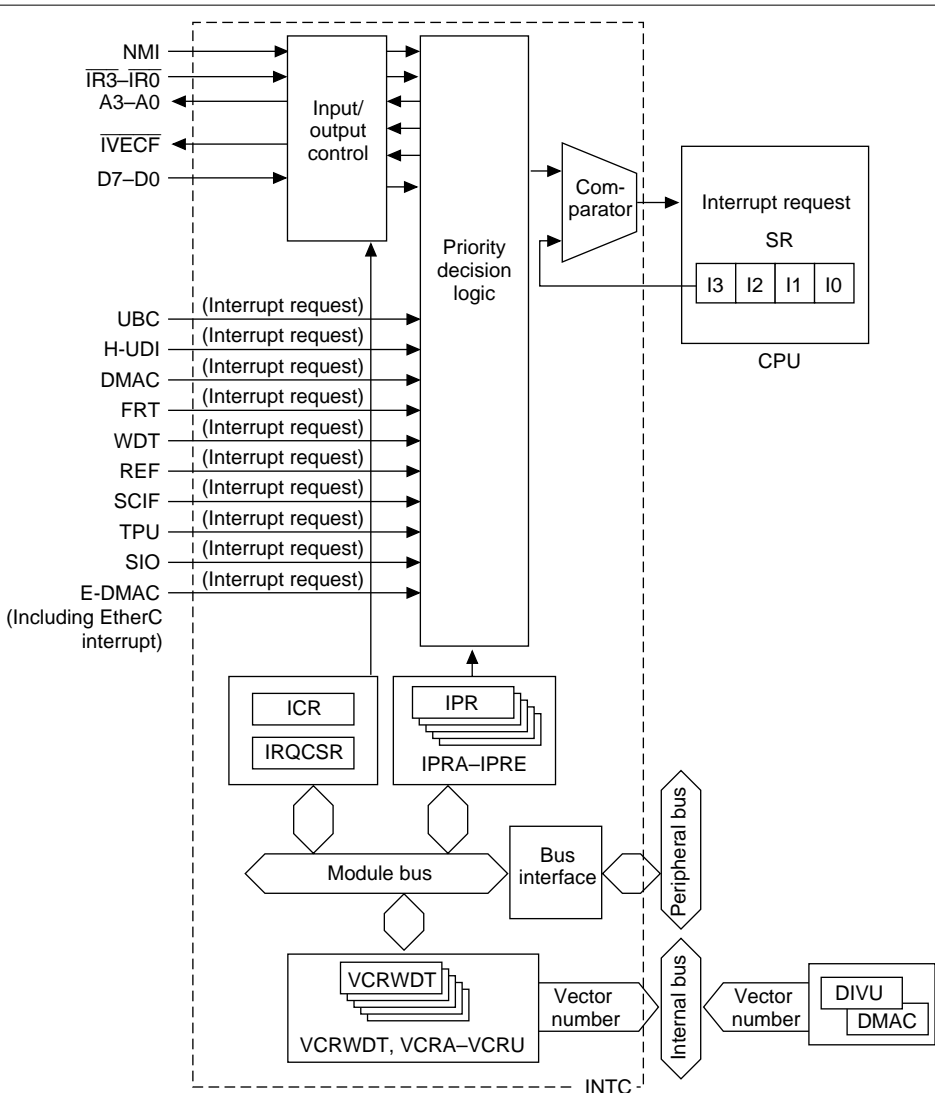 NMI
IR3–IR0
A3–A0
IVECF
D7–D0
Input/
output
control
Priority
decision
logic
Com-
parator
Interrupt request
SR
I3 I2 I1 I0
CPU
UBC (Interrupt request)
H-UDI (Interrupt request)
DMAC (Interrupt request)
FRT (Interrupt request)
WDT (Interrupt request)
REF (Interrupt request)
SCIF (Interrupt request)
TPU (Interrupt request)
SIO (Interrupt request)
E-DMAC (Interrupt request)
(Including EtherC
interrupt)
ICR
IRQCSR
IPR
IPRA–IPRE
Module bus
Bus
interface
Peripheral bus
VCRWDT
VCRWDT, VCRA–VCRU
Vector
number
Internal bus
Vector
number
DIVU
DMAC
INTC